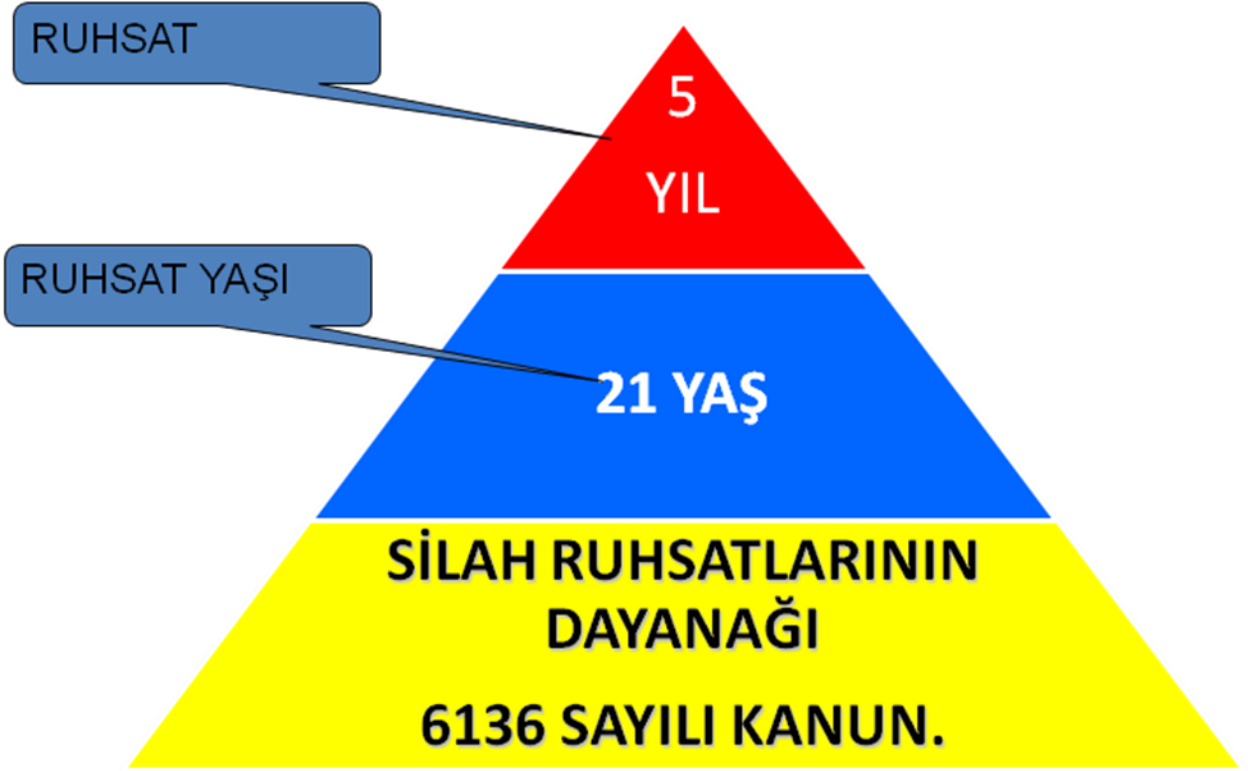 RUHSAT
5
YIL
RUHSAT YAŞI
21 YAŞ
SİLAH RUHSATLARININ
DAYANAĞI
6136 SAYILI KANUN.